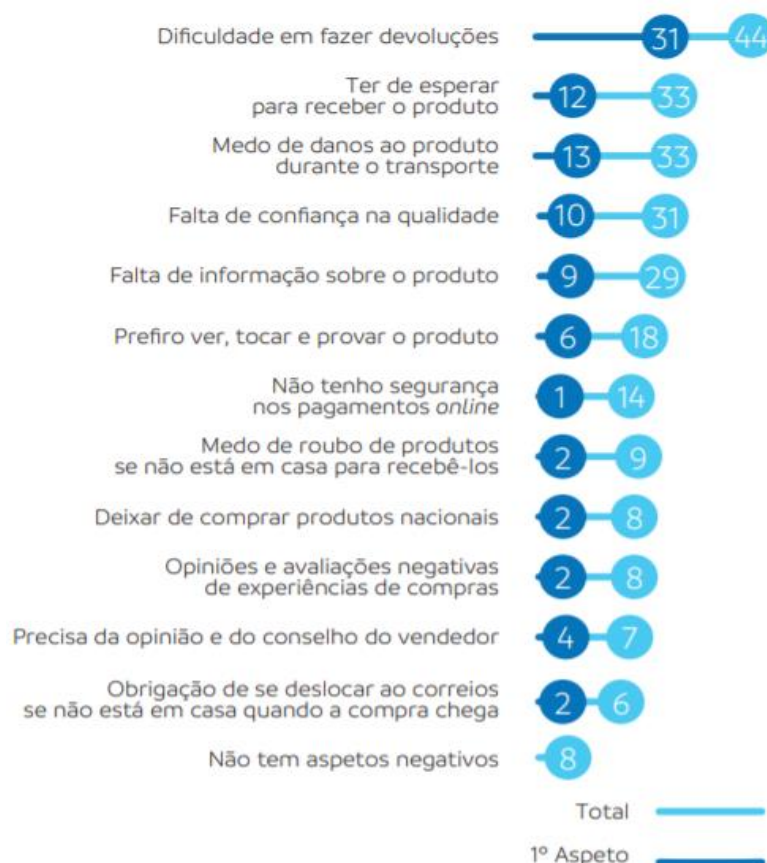 Dificuldade em fazer devoluções 31 44
Ter de esperar
para receber o produto 12 33
Medo de danos ao produto
durante o transporte 13 33
Falta de confiança na qualidade 10 31
Falta de informação sobre o produto 9 29
Prefiro ver, tocar e provar o produto 6 18
Não tenho segurança
nos pagamentos online 1 14
Medo de roubo de produtos
se não está em casa para recebê-los 2 9
Deixar de comprar produtos nacionais 2 8
Opiniões e avaliações negativas
de experiências de compras 2 8
Precisa da opinião e do conselho do vendedor 4 7
Obrigação de se deslocar ao correios
se não está em casa quando a compra chega 2 6
Não tem aspetos negativos 8
Total
1º Aspeto